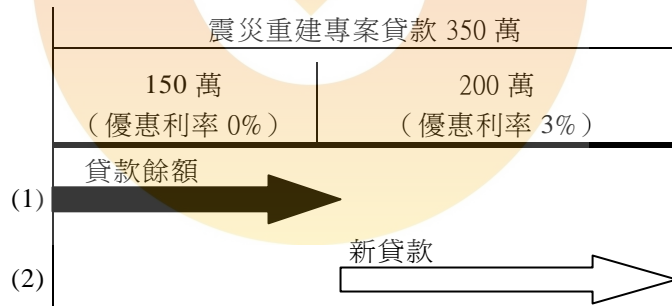 震災重建專案貸款 350 萬
150 萬
200 萬
（優惠利率 0%）
（優惠利率 3%）
貸款餘額
(1)
新貸款
(2)